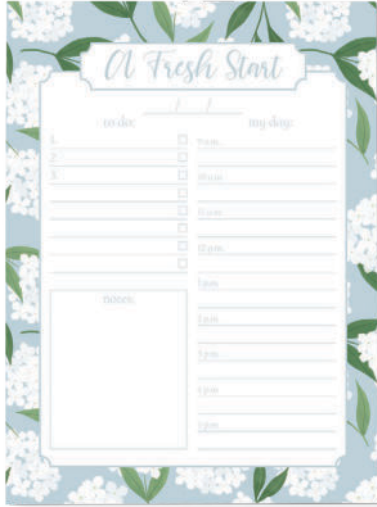 A Fresh Start
/ /
to do:
my day:
1.
2.
3.
9 a.m.
10 a.m.
11 a.m.
12 p.m.
1 p.m.
2 p.m.
3 p.m.
4 p.m.
5 p.m.
notes: